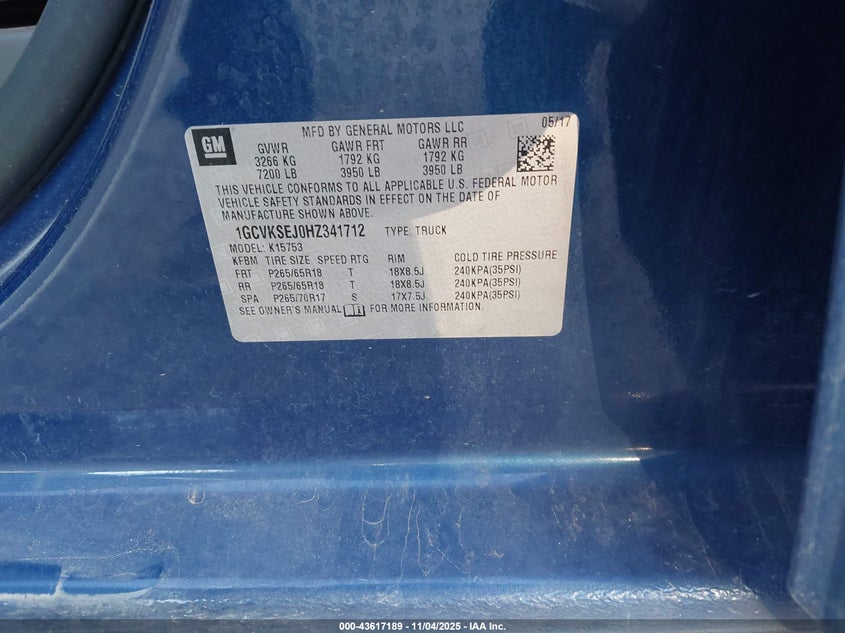 GM
MFD BY GENERAL MOTORS LLC
05/17
GVWR GAWR FRT GAWR RR
3266 KG 1792 KG 1792 KG
7200 LB 3950 LB 3950 LB
THIS VEHICLE CONFORMS TO ALL APPLICABLE U.S. FEDERAL MOTOR
VEHICLE SAFETY STANDARDS IN EFFECT ON THE DATE OF
MANUFACTURE SHOWN ABOVE.
1GCVKSEJ0HZ341712 TYPE: TRUCK
MODEL: K15753
KFBM TIRE SIZE SPEED RTG RIM COLD TIRE PRESSURE
FRT P265/65R18 T 18X8.5J 240KPA(35PSI)
RR P265/65R18 T 18X8.5J 240KPA(35PSI)
SPA P265/70R17 S 17X7.5J 240KPA(35PSI)
SEE OWNER'S MANUAL FOR MORE INFORMATION.
000-43617189 - 11/04/2025 - IAA Inc.